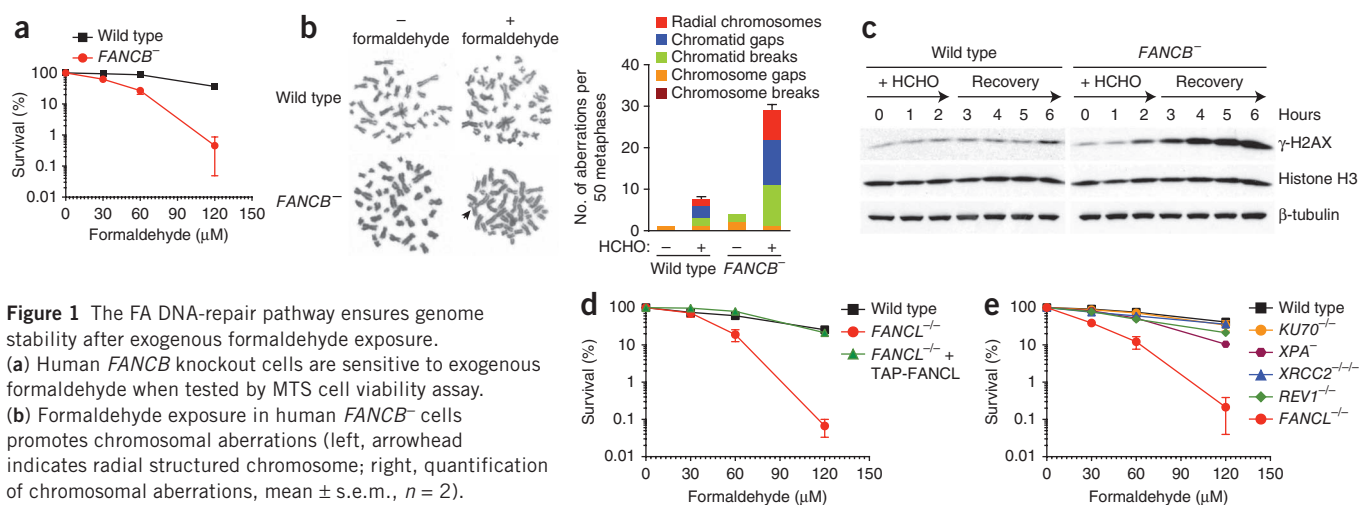 a
Wild type
FANCB–
Survival (%)
100
10
1
0.1
0.01
0 30 60 90 120 150
Formaldehyde (μM)
b
– formaldehyde
+ formaldehyde
Wild type
FANCB–
Radial chromosomes
Chromatid gaps
Chromatid breaks
Chromosome gaps
Chromosome breaks
No. of aberrations per
50 metaphases
40
30
20
10
0
HCHO: – + – +
Wild type FANCB–
c
Wild type FANCB–
+ HCHO Recovery + HCHO Recovery
0 1 2 3 4 5 6 0 1 2 3 4 5 6 Hours
γ-H2AX
Histone H3
β-tubulin
Figure 1 The FA DNA-repair pathway ensures genome
stability after exogenous formaldehyde exposure.
(a) Human FANCB knockout cells are sensitive to exogenous
formaldehyde when tested by MTS cell viability assay.
(b) Formaldehyde exposure in human FANCB– cells
promotes chromosomal aberrations (left, arrowhead
indicates radial structured chromosome; right, quantification
of chromosomal aberrations, mean ± s.e.m., n = 2).
d
Wild type
FANCL–/–
FANCL–/– +
TAP-FANCL
Survival (%)
100
10
1
0.1
0.01
0 30 60 90 120 150
Formaldehyde (μM)
e
Wild type
KU70–/–
XPA–
XRCC2–/–/–
REV1–/–
FANCL–/–
Survival (%)
100
10
1
0.1
0.01
0 30 60 90 120 150
Formaldehyde (μM)